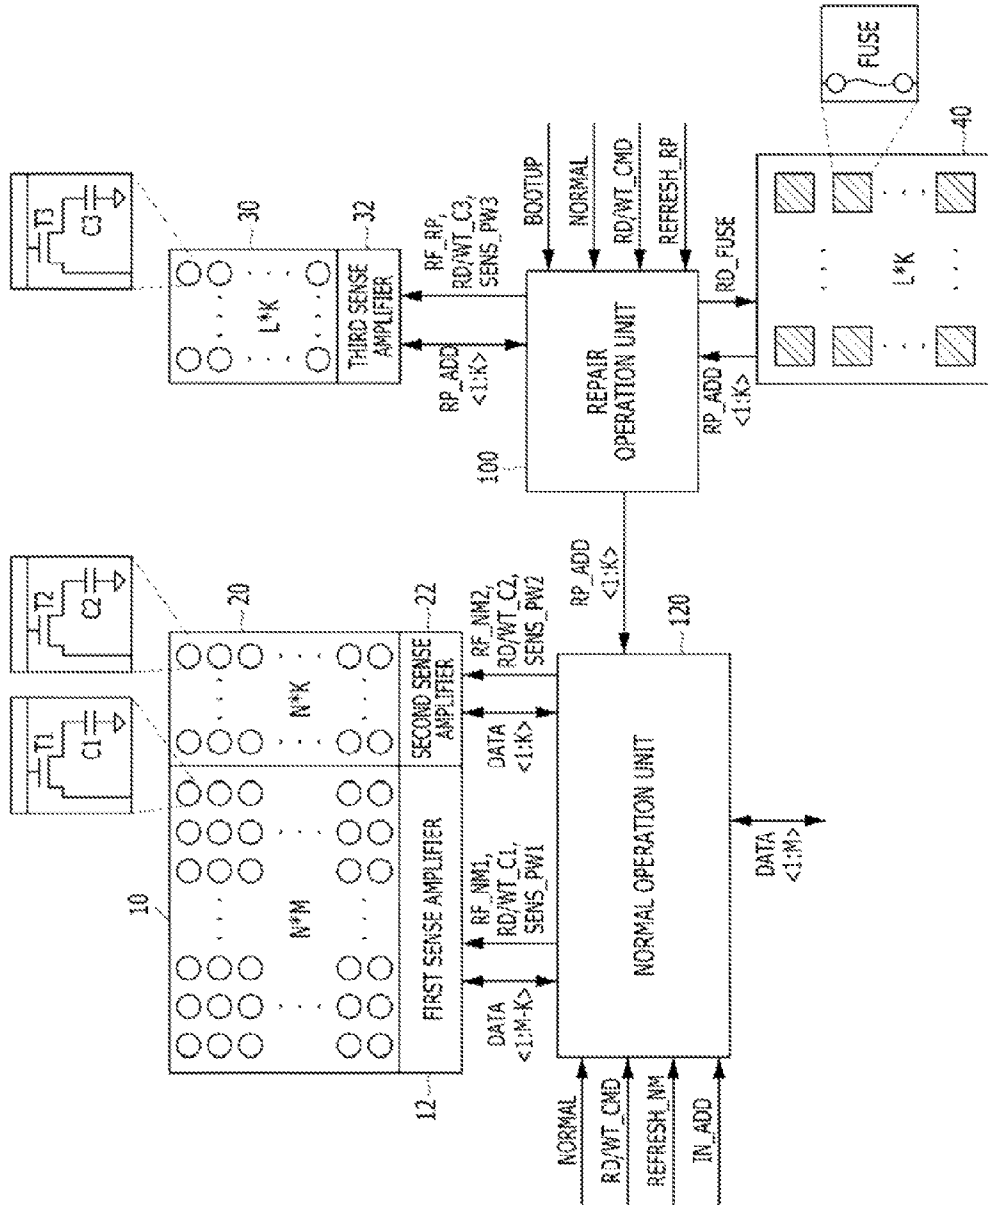 10
T1
C1
T2
C2
T3
C3
N*M
N*K
20
L*K
30
FIRST SENSE AMPLIFIER
12
SECOND SENSE
AMPLIFIER
22
THIRD SENSE
AMPLIFIER
32
DATA
<1:M-K>
RF_NM1,
RD/WT_C1,
SENS_PW1
DATA
<1:K>
RF_NM2,
RD/WT_C2,
SENS_PW2
RP_ADD
<1:K>
RF_RP,
RD/WT_C3,
SENS_PW3
NORMAL
RD/WT_CMD
REFRESH_NM
IN_ADD
NORMAL OPERATION UNIT
120
RP_ADD
<1:K>
100
REPAIR
OPERATION UNIT
BOOTUP
NORMAL
RD/WT_CMD
REFRESH_RP
DATA
<1:M>
RP_ADD
<1:K>
RD_FUSE
L*K
40
FUSE